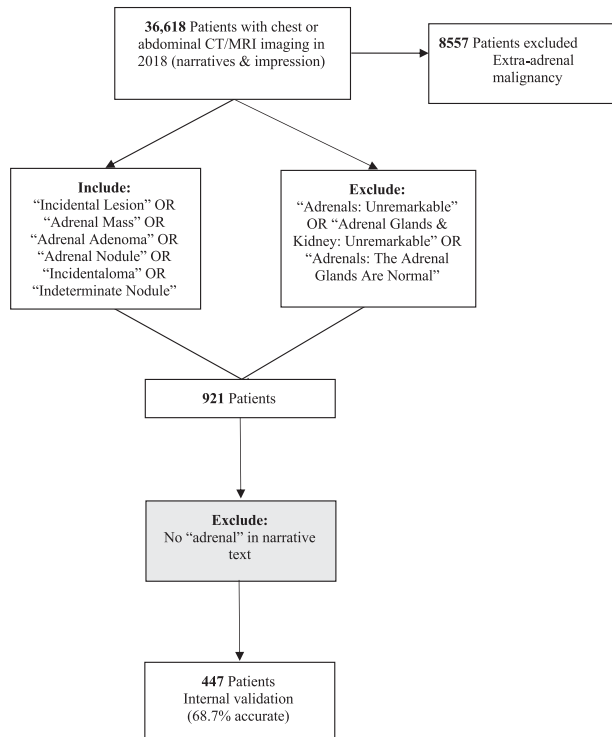 36,618 Patients with chest or
abdominal CT/MRI imaging in
2018 (narratives & impression)
8557 Patients excluded
Extra-adrenal
malignancy
Include:
“Incidental Lesion” OR
“Adrenal Mass” OR
“Adrenal Adenoma” OR
“Adrenal Nodule” OR
“Incidentaloma” OR
“Indeterminate Nodule”
Exclude:
“Adrenals: Unremarkable”
OR “Adrenal Glands &
Kidney: Unremarkable” OR
“Adrenals: The Adrenal
Glands Are Normal”
921 Patients
Exclude:
No “adrenal” in narrative
text
447 Patients
Internal validation
(68.7% accurate)